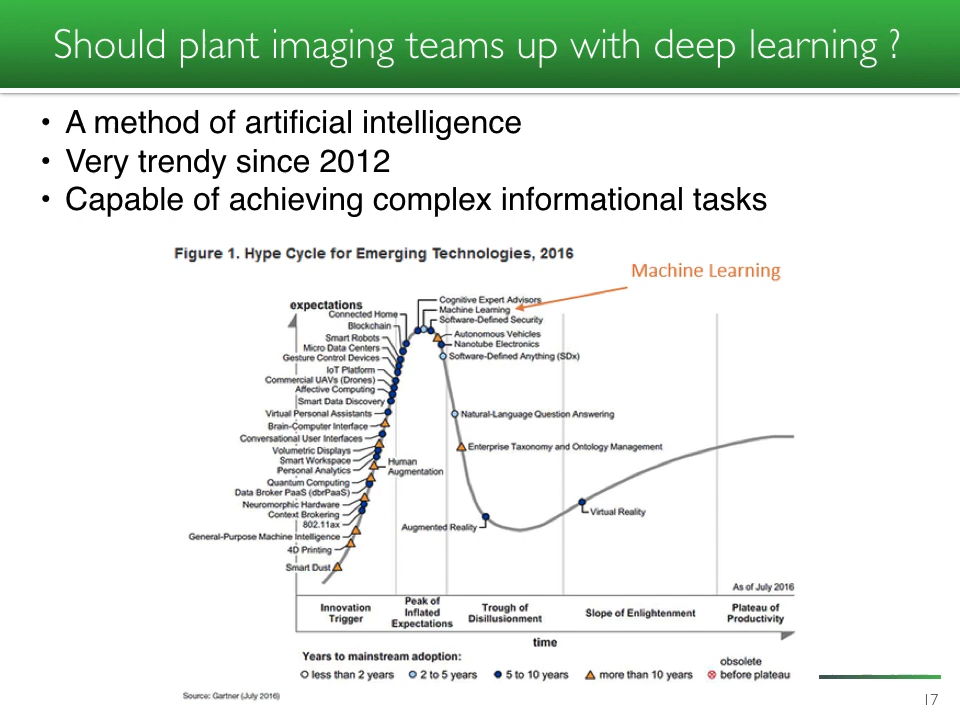 Should plant imaging teams up with deep learning ?
• A method of artificial intelligence
• Very trendy since 2012
• Capable of achieving complex informational tasks
Figure 1. Hype Cycle for Emerging Technologies, 2016
Machine Learning
expectations
Cognitive Expert Advisors
Machine Learning
Software-Defined Security
Connected Home
Blockchain
Autonomous Vehicles
Nanotube Electronics
Software-Defined Anything (SDx)
Smart Robots
Micro Data Centers
Gesture Control Devices
IoT Platform
Commercial UAVs (Drones)
Affective Computing
Smart Data Discovery
Virtual Personal Assistants
Natural-Language Question Answering
Brain-Computer Interface
Conversational User Interfaces
Enterprise Taxonomy and Ontology Management
Volumetric Displays
Smart Workspace
Personal Analytics
Human
Augmentation
Quantum Computing
Data Broker PaaS (dbrPaaS)
Neuromorphic Hardware
Context Brokering
802.11ax
General-Purpose Machine Intelligence
4D Printing
Smart Dust
Augmented Reality
Virtual Reality
As of July 2016
Innovation
Trigger
Peak of
Inflated
Expectations
Trough of
Disillusionment
Slope of Enlightenment
Plateau of
Productivity
time
Years to mainstream adoption:
less than 2 years
2 to 5 years
5 to 10 years
more than 10 years
obsolete
before plateau
Source: Gartner (July 2016)
17